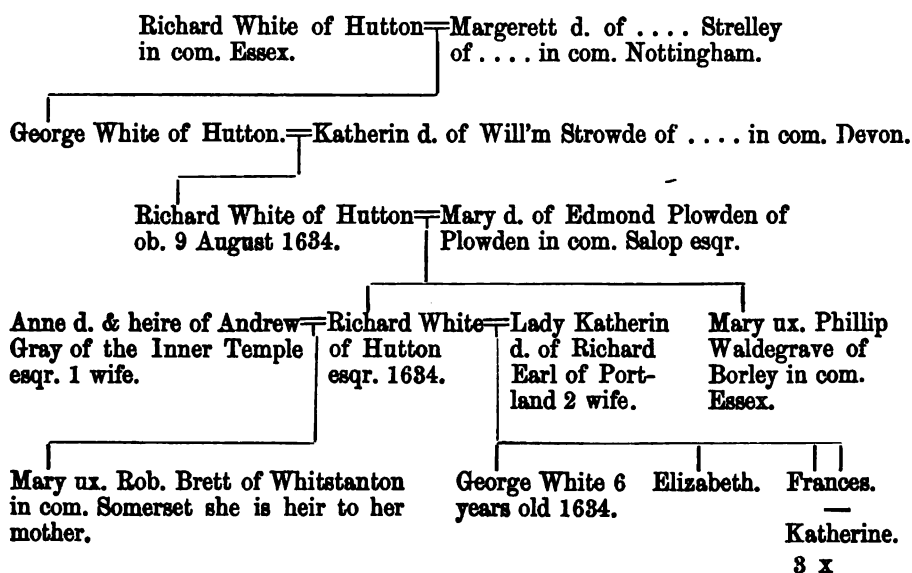 Richard White of Hutton=Margerett d. of .... Strelley
in com. Essex. of .... in com. Nottingham.
George White of Hutton.=Katherin d. of Will'm Strowde of .... in com. Devon.
Richard White of Hutton=Mary d. of Edmond Plowden of
ob. 9 August 1634. Plowden in com. Salop esqr.
Anne d. & heire of Andrew=Richard White=Lady Katherin Mary ux. Phillip
Gray of the Inner Temple of Hutton d. of Richard Waldegrave of
esqr. 1 wife. esqr. 1634. Earl of Port- Borley in com.
land 2 wife. Essex.
Mary ux. Rob. Brett of Whitstanton George White 6 Elizabeth. Frances.
in com. Somerset she is heir to her years old 1634. —
mother. Katherine.
3 x